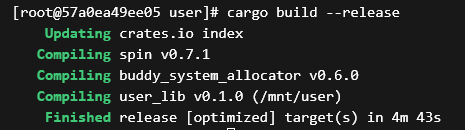 [root@57a0ea49ee05 user]# cargo build --release
Updating crates.io index
Compiling spin v0.7.1
Compiling buddy_system_allocator v0.6.0
Compiling user_lib v0.1.0 (/mnt/user)
Finished release [optimized] target(s) in 4m 43s